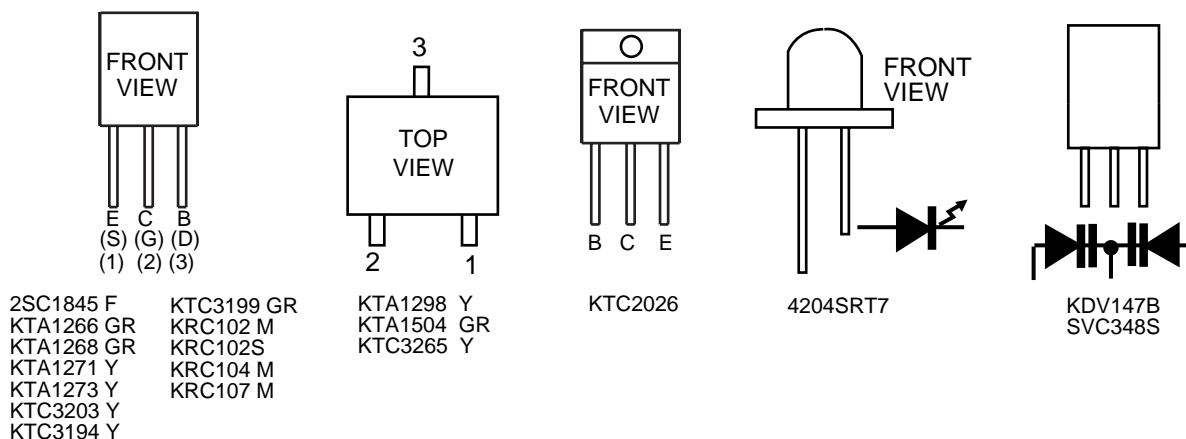 FRONT
VIEW
E C B
(S) (G) (D)
(1) (2) (3)
2SC1845 F
KTA1266 GR
KTA1268 GR
KTA1271 Y
KTA1273 Y
KTC3203 Y
KTC3194 Y
KTC3199 GR
KRC102 M
KRC102S
KRC104 M
KRC107 M
3
TOP
VIEW
2 1
KTA1298 Y
KTA1504 GR
KTC3265 Y
FRONT
VIEW
B C E
KTC2026
FRONT
VIEW
4204SRT7
KDV147B
SVC348S